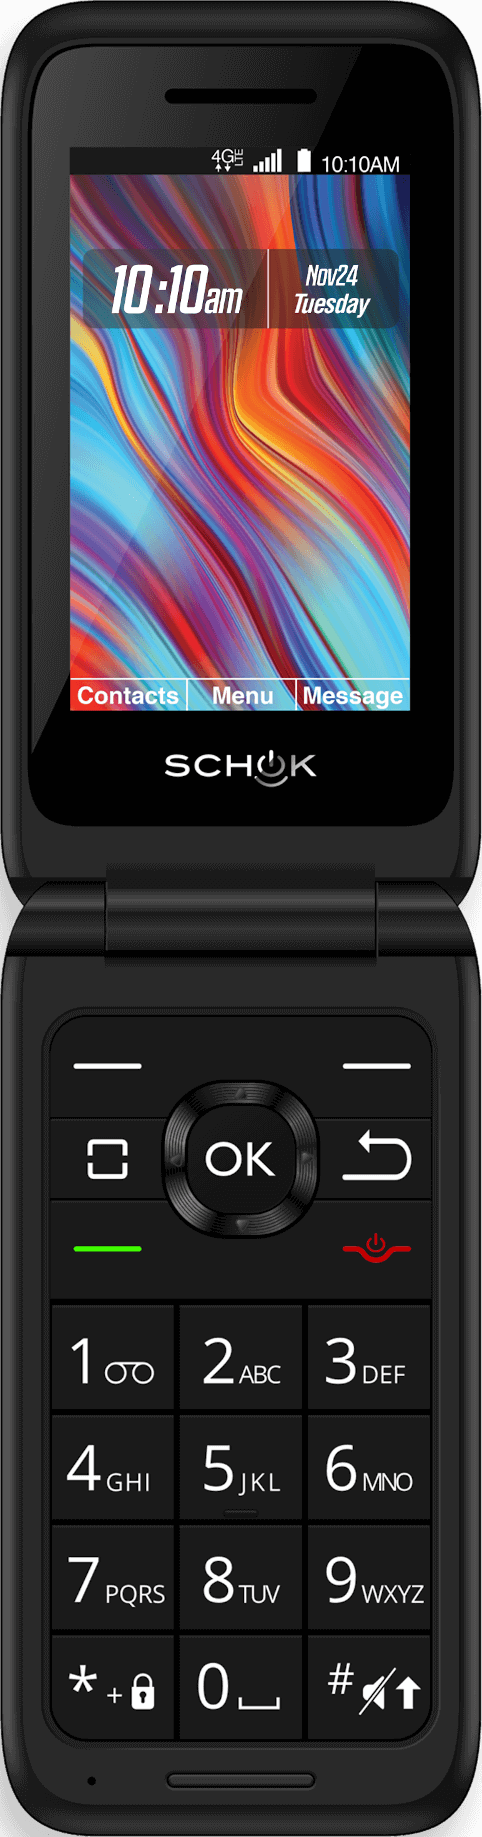 4G LTE 10:10AM
10:10am
Nov24
Tuesday
Contacts Menu Message
SCHOK
OK
1 2 ABC 3 DEF
4 GHI 5 JKL 6 MNO
7 PQRS 8 TUV 9 WXYZ
* + 0 #